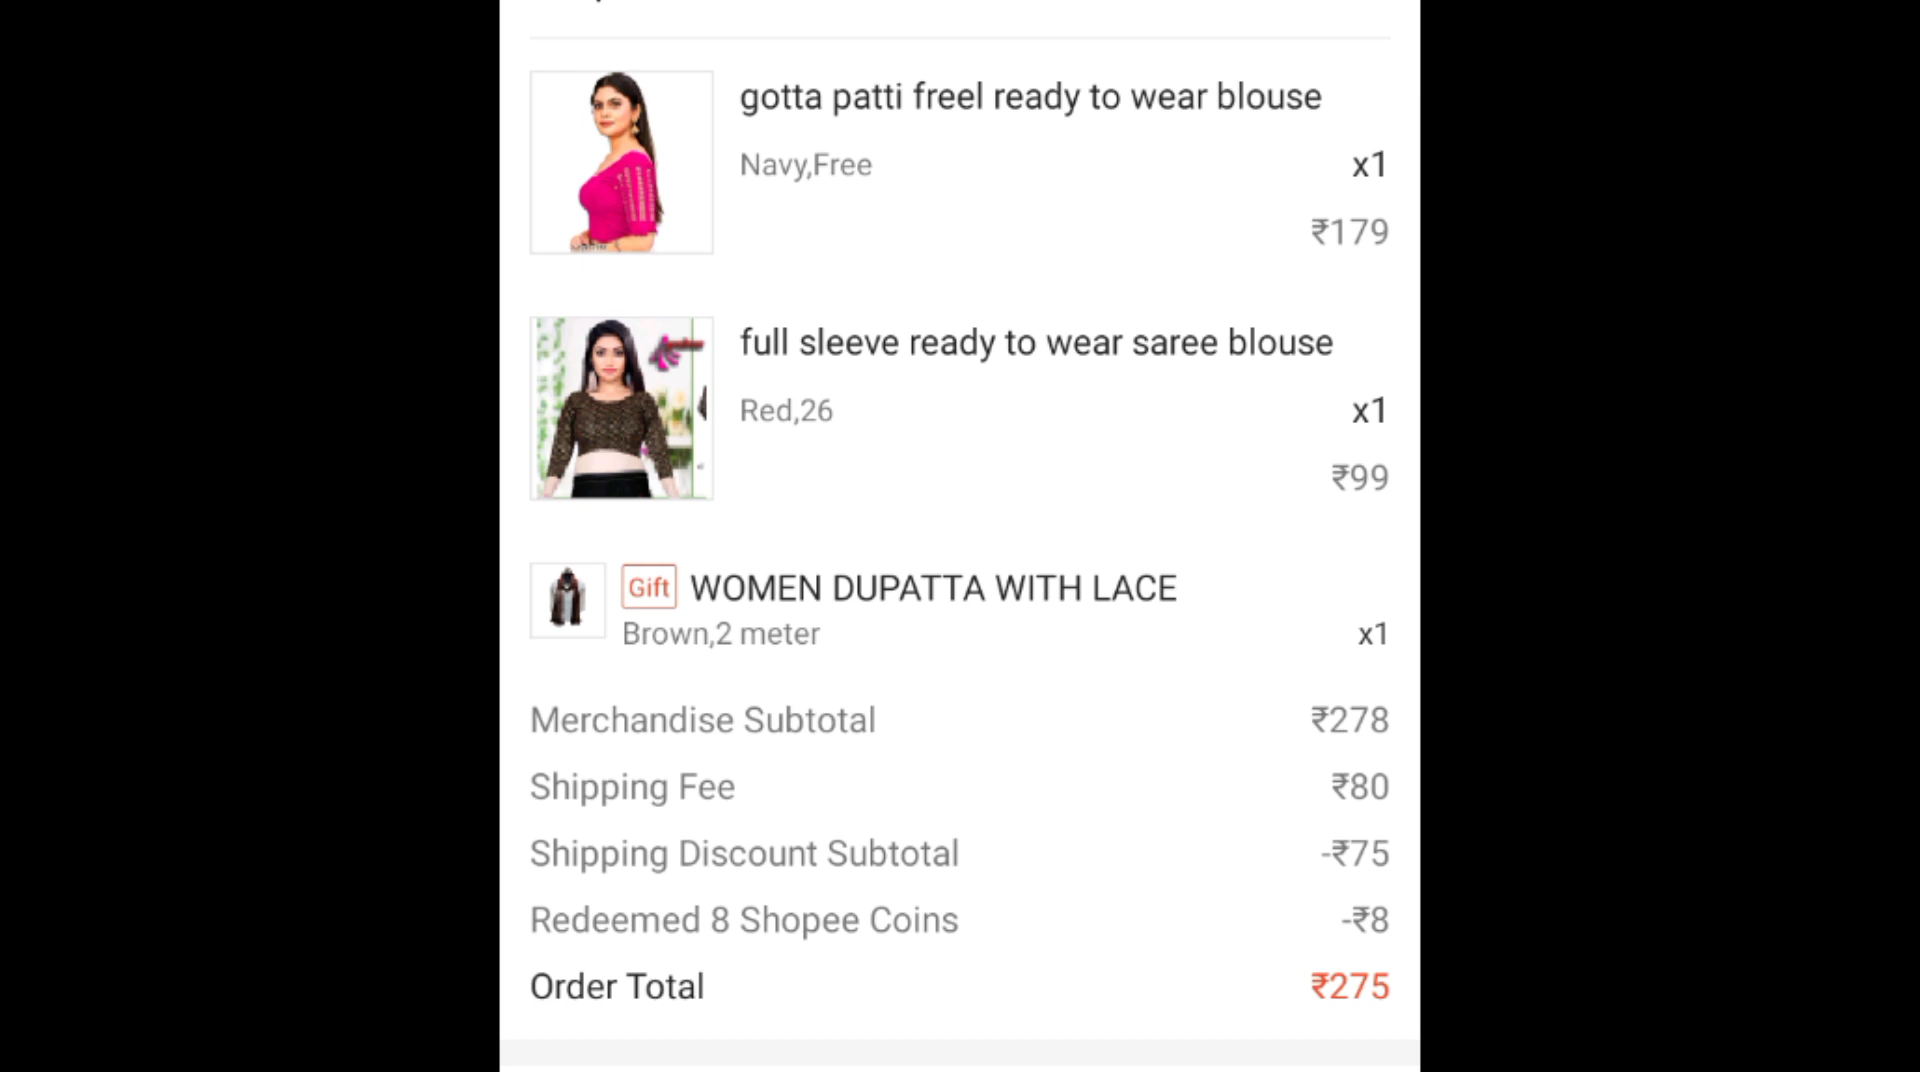 gotta patti freel ready to wear blouse
Navy,Free x1
₹179
full sleeve ready to wear saree blouse
Red,26 x1
₹99
Gift WOMEN DUPATTA WITH LACE
Brown,2 meter x1
Merchandise Subtotal ₹278
Shipping Fee ₹80
Shipping Discount Subtotal -₹75
Redeemed 8 Shopee Coins -₹8
Order Total ₹275